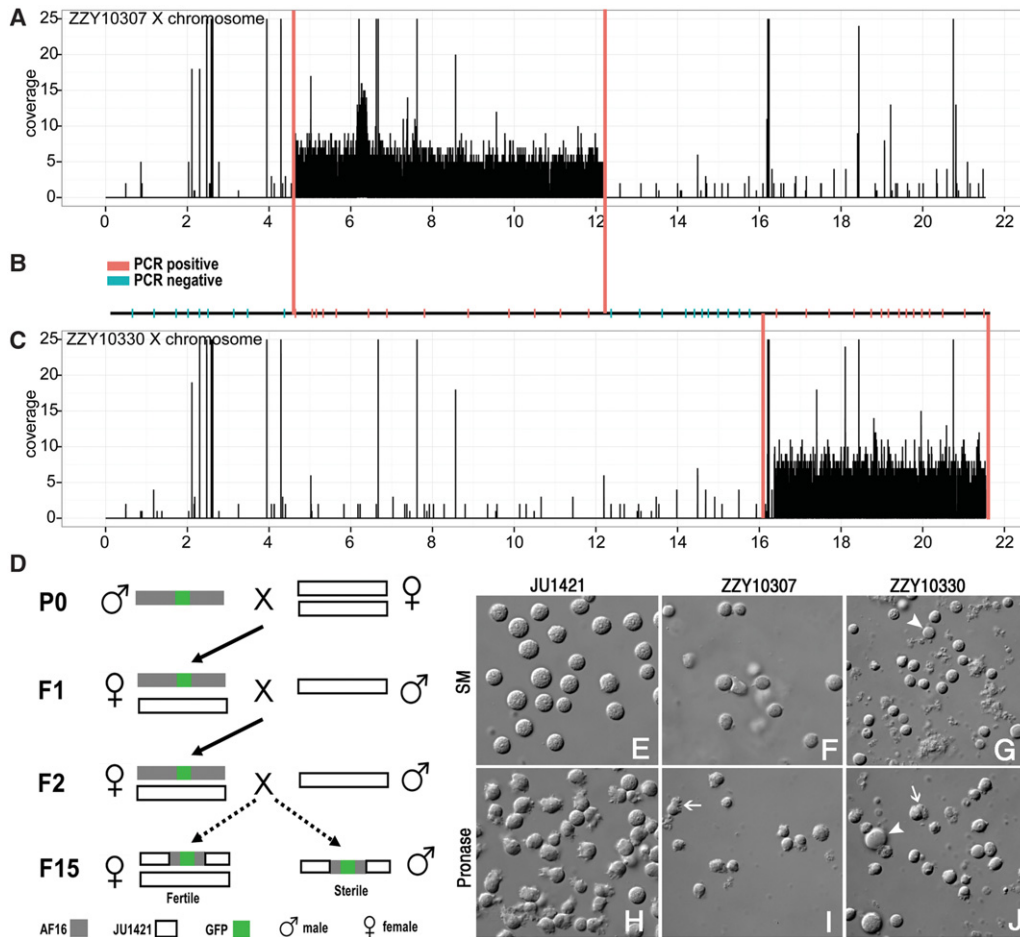 A
ZZY10307 X chromosome
coverage
25
20
15
10
5
0
0 2 4 6 8 10 12 14 16 18 20 22
B
PCR positive
PCR negative
C
ZZY10330 X chromosome
coverage
25
20
15
10
5
0
0 2 4 6 8 10 12 14 16 18 20 22
D
P0 ♂ X ♀
F1 ♀ X ♂
F2 ♀ X ♂
F15 ♀ ♂
Fertile Sterile
AF16 JU1421 GFP ♂ male ♀ female
JU1421 ZZY10307 ZZY10330
SM
E F G
Pronase
H I J